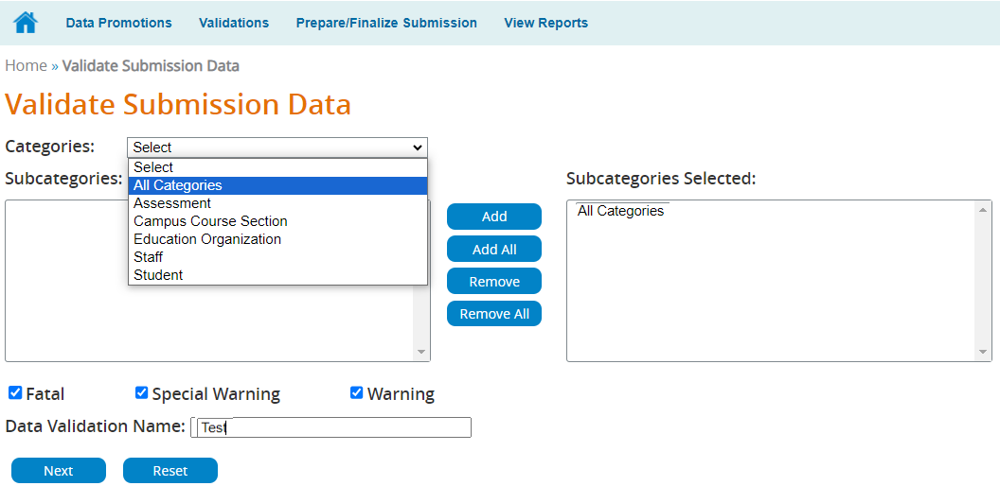 Data Promotions Validations Prepare/Finalize Submission View Reports
Home » Validate Submission Data
Validate Submission Data
Categories: Select
Select
Subcategories: All Categories Subcategories Selected:
Assessment
Campus Course Section
Education Organization
Staff
Student
Add
Add All
Remove
Remove All
All Categories
Fatal Special Warning Warning
Data Validation Name: Test
Next Reset